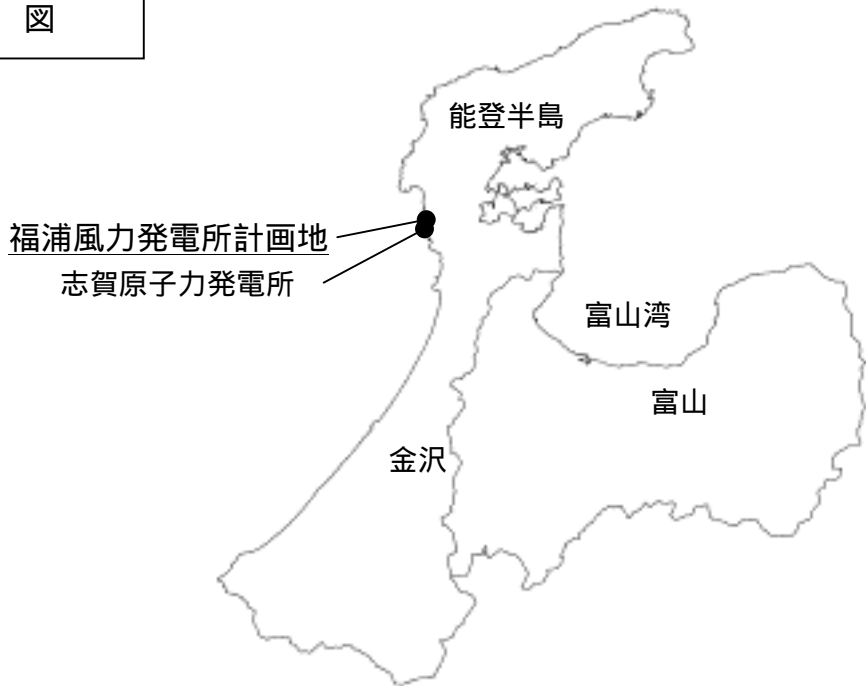 図
能登半島
福浦風力発電所計画地
志賀原子力発電所
富山湾
富山
金沢